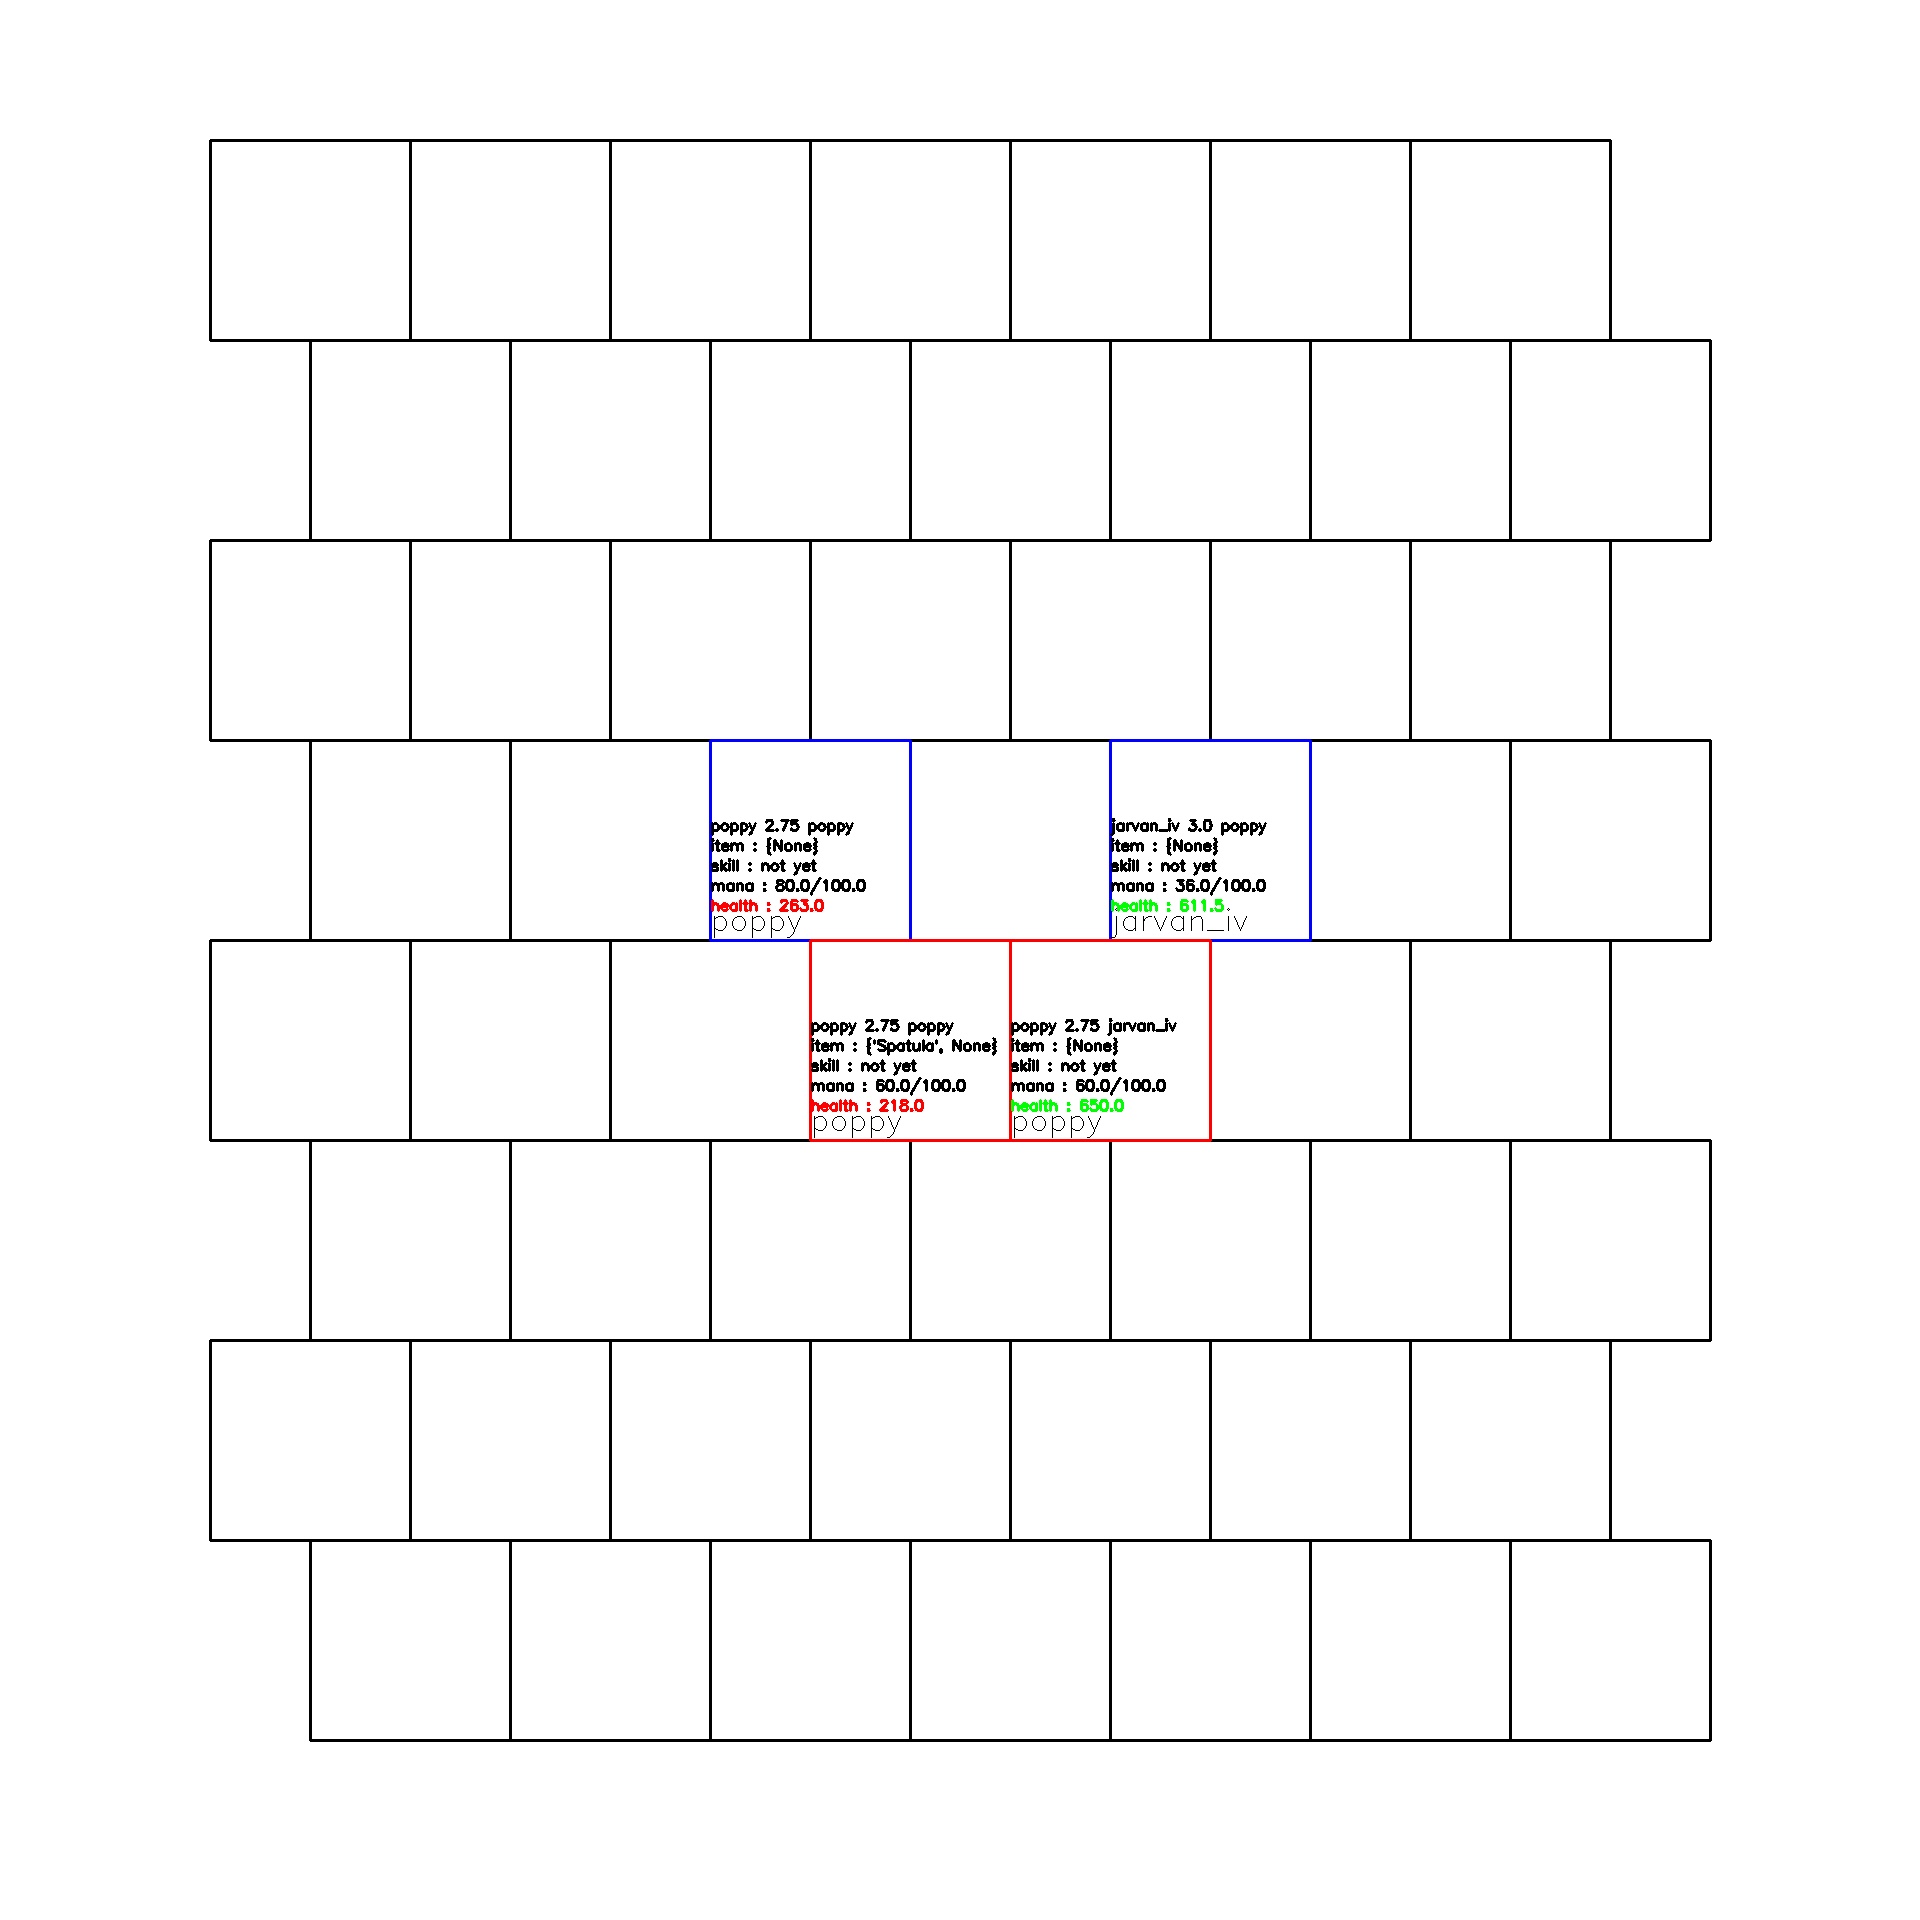 poppy 2.75 poppy
item : {None}
skill : not yet
mana : 80.0/100.0
health : 263.0
poppy
jarvan_iv 3.0 poppy
item : {None}
skill : not yet
mana : 36.0/100.0
health : 611.5
jarvan_iv
poppy 2.75 poppy
item : {'Spatula', None}
skill : not yet
mana : 60.0/100.0
health : 218.0
poppy
poppy 2.75 jarvan_iv
item : {None}
skill : not yet
mana : 60.0/100.0
health : 650.0
poppy